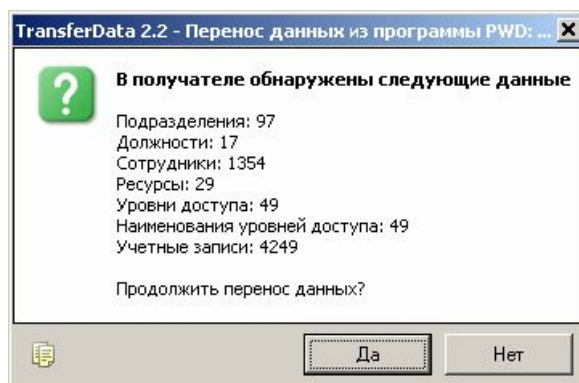 TransferData 2.2 - Перенос данных из программы PWD: ...
В получателе обнаружены следующие данные
Подразделения: 97
Должности: 17
Сотрудники: 1354
Ресурсы: 29
Уровни доступа: 49
Наименования уровней доступа: 49
Учетные записи: 4249
Продолжить перенос данных?
Да
Нет